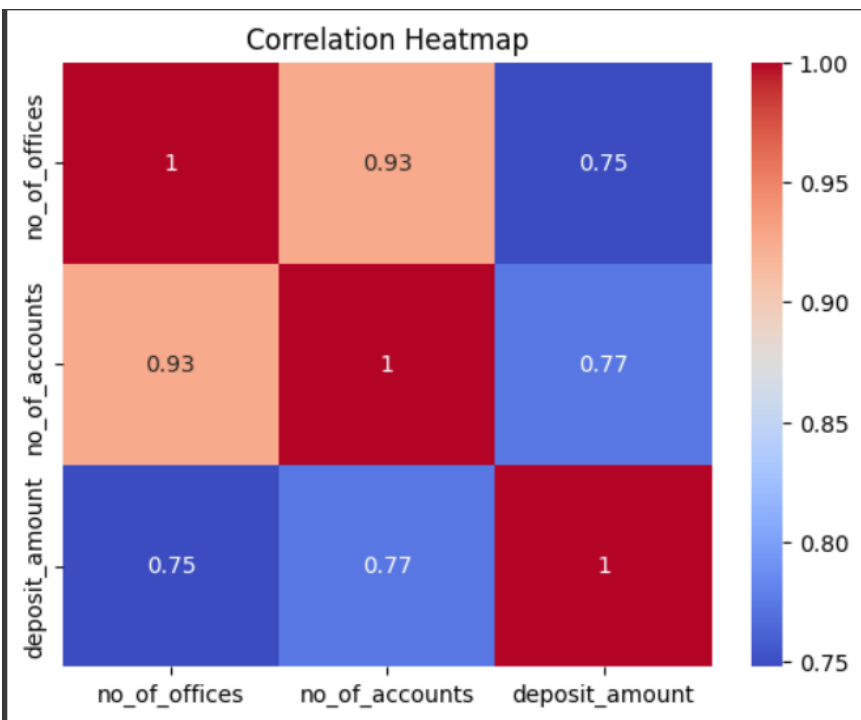 Correlation Heatmap
no_of_offices
1
0.93
0.75
no_of_accounts
0.93
1
0.77
deposit_amount
0.75
0.77
1
no_of_offices
no_of_accounts
deposit_amount
1.00
0.95
0.90
0.85
0.80
0.75